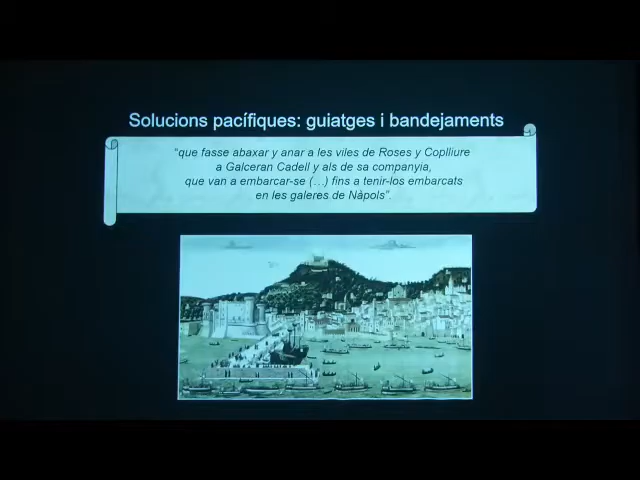 Solucions pacífiques: guiatges i bandejaments
“que fasse abaxar y anar a les viles de Roses y Coplliure
a Galceran Cadell y als de sa companyia,
que van a embarcar-se (…) fins a tenir-los embarcats
en les galeres de Nàpols”.